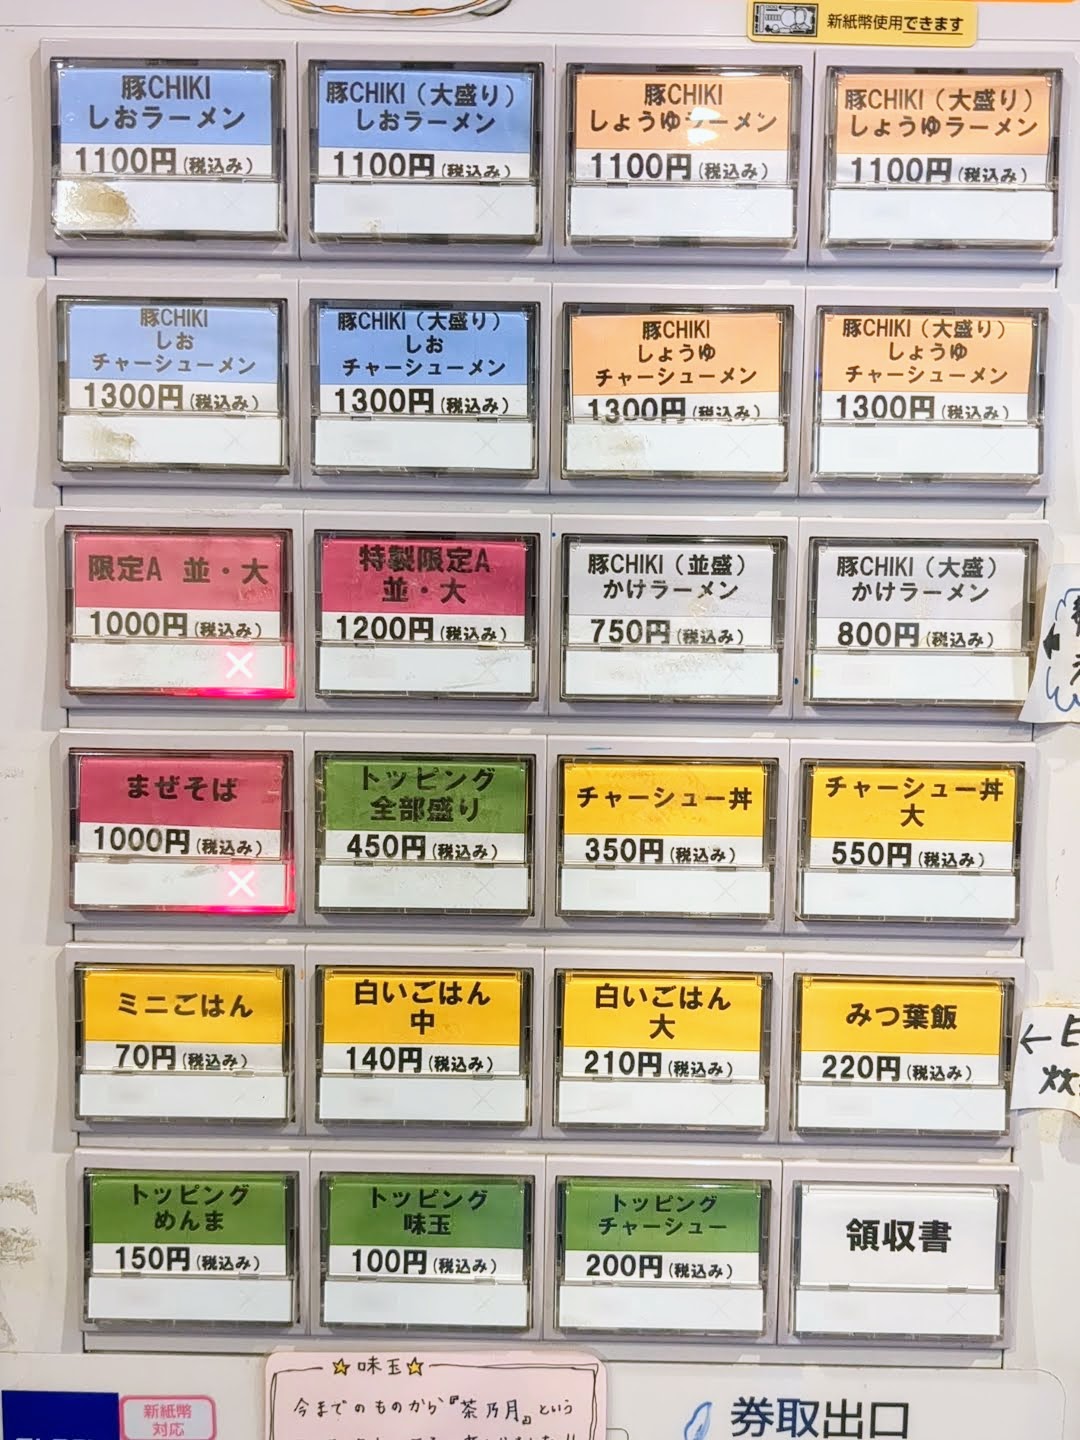 新紙幣使用できます
豚CHIKI
しおラーメン
1100円(税込み)
豚CHIKI(大盛り)
しおラーメン
1100円(税込み)
豚CHIKI
しょうゆラーメン
1100円(税込み)
豚CHIKI(大盛り)
しょうゆラーメン
1100円(税込み)
豚CHIKI
しお
チャーシューメン
1300円(税込み)
豚CHIKI(大盛り)
しお
チャーシューメン
1300円(税込み)
豚CHIKI
しょうゆ
チャーシューメン
1300円(税込み)
豚CHIKI(大盛り)
しょうゆ
チャーシューメン
1300円(税込み)
限定A 並・大
1000円(税込み)
×
特製限定A
並・大
1200円(税込み)
豚CHIKI(並盛)
かけラーメン
750円(税込み)
豚CHIKI(大盛)
かけラーメン
800円(税込み)
まぜそば
1000円(税込み)
×
トッピング
全部盛り
450円(税込み)
チャーシュー丼
350円(税込み)
チャーシュー丼
大
550円(税込み)
ミニごはん
70円(税込み)
白いごはん
中
140円(税込み)
白いごはん
大
210円(税込み)
みつ葉飯
220円(税込み)
トッピング
めんま
150円(税込み)
トッピング
味玉
100円(税込み)
トッピング
チャーシュー
200円(税込み)
領収書
新紙幣
対応
☆味玉☆
今までのものから『茶乃月』という
券取出口